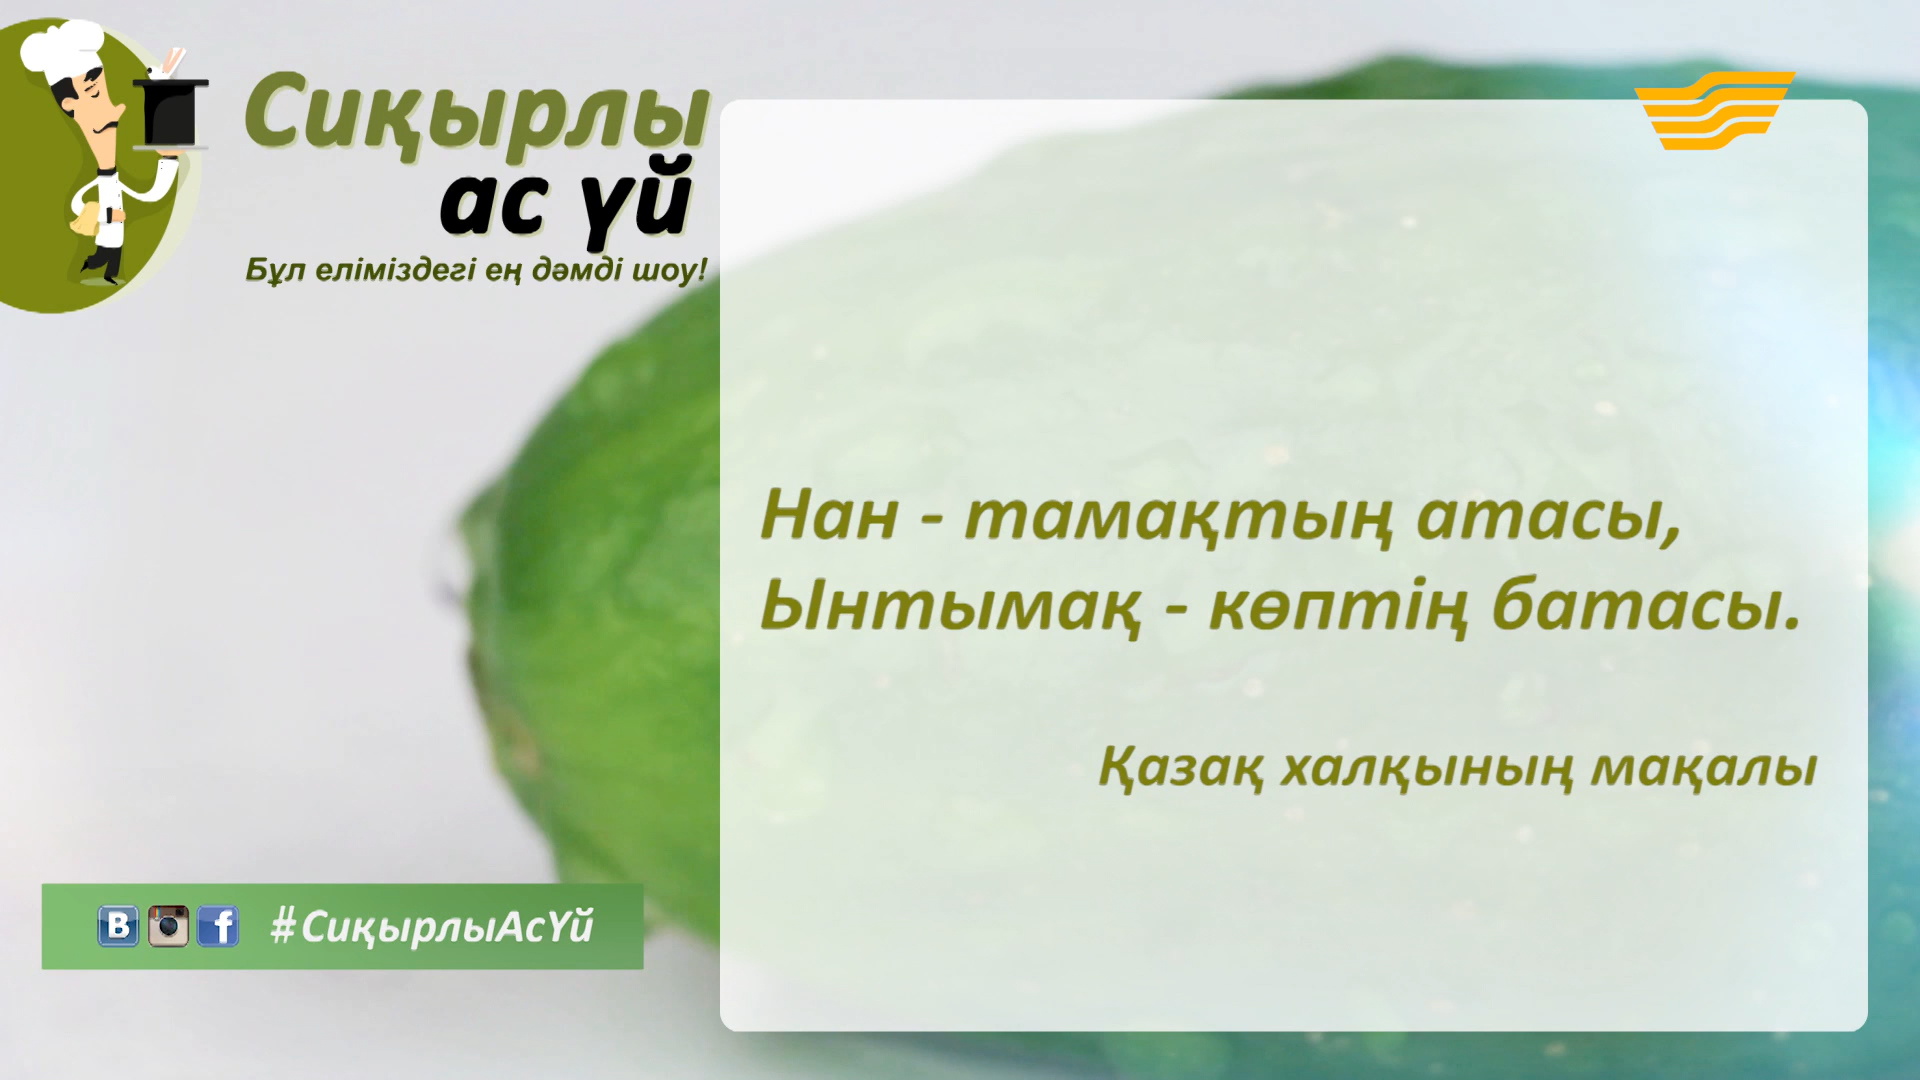 Сиқырлы
ас үй
Бұл еліміздегі ең дәмді шоу!
Нан - тамақтың атасы,
Ынтымақ - көптің батасы.
Қазақ халқының мақалы
#СиқырлыАсҮй